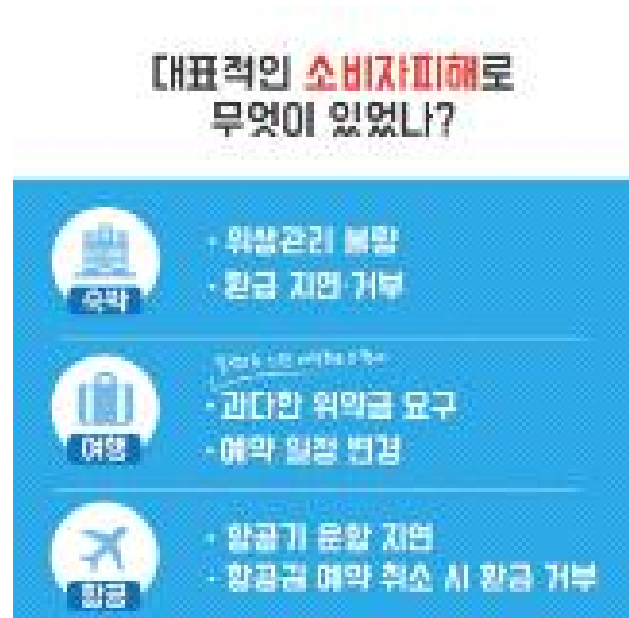 대표적인 소비자피해로
무엇이 있었나?
숙박
· 위생관리 불량
· 환급 지연·거부
여행
· 과다한 위약금 요구
· 예약 일정 변경
항공
· 항공기 운항 지연
· 항공권 예약 취소 시 환급 거부